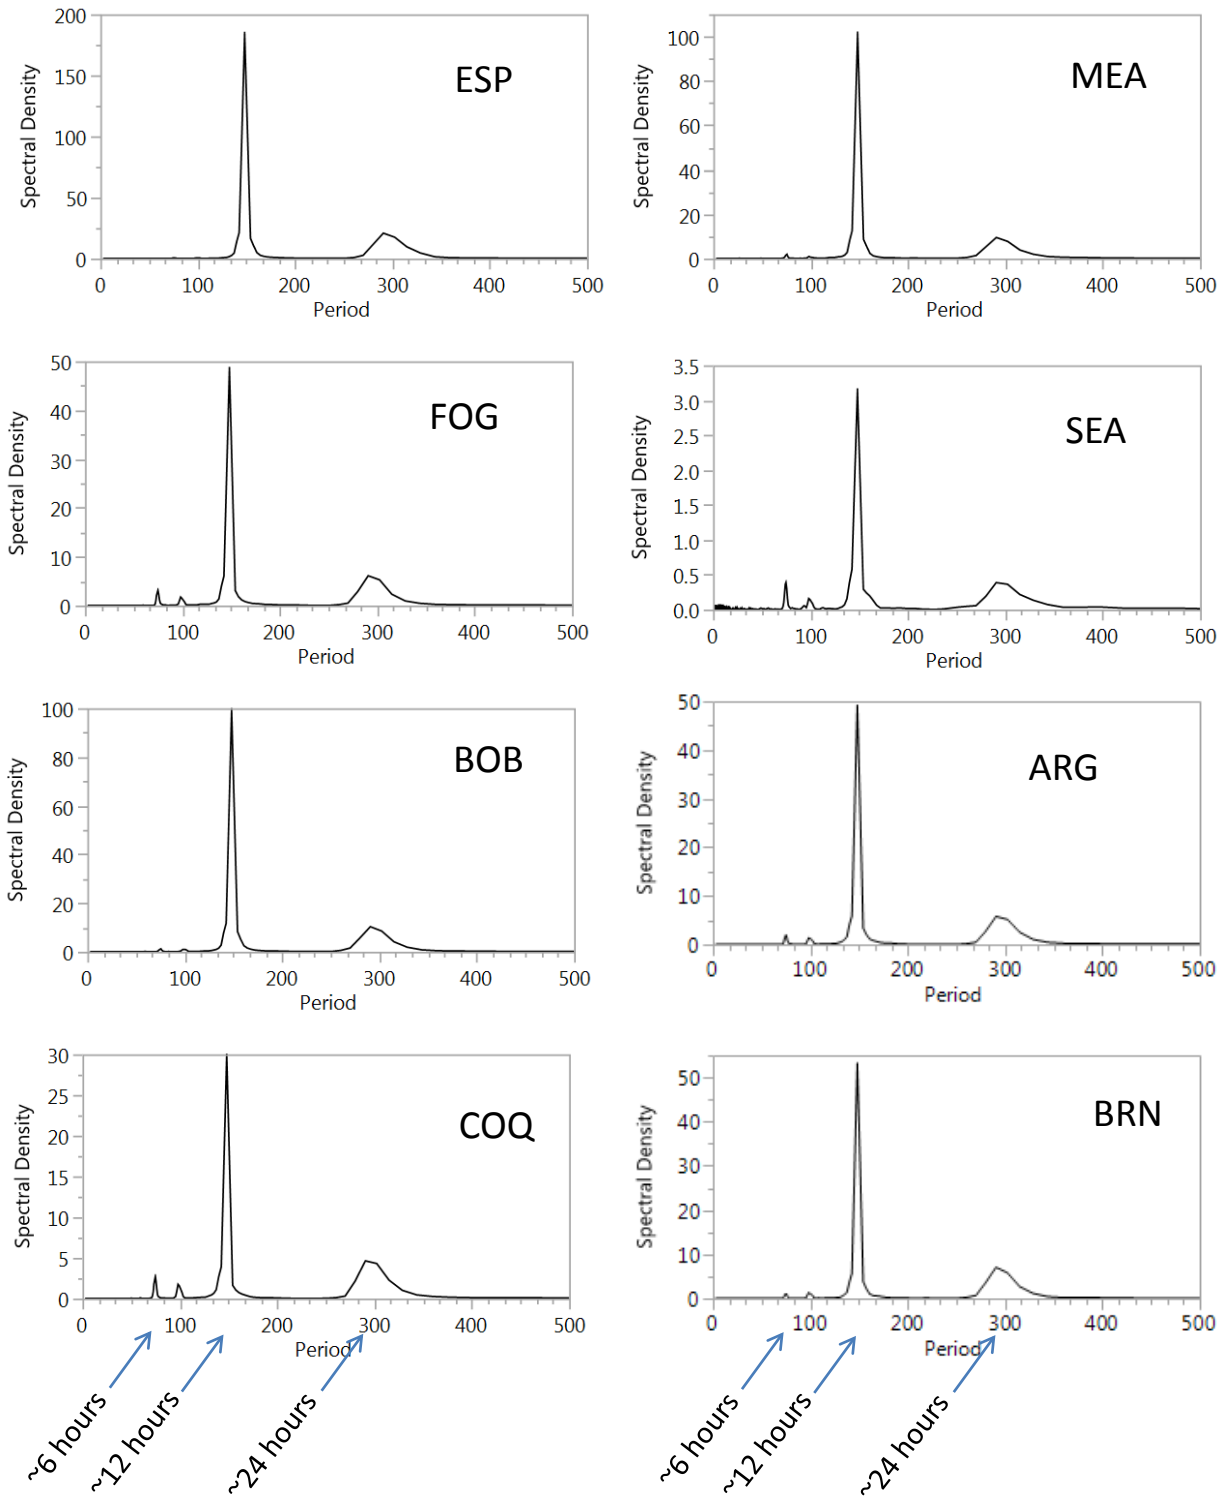 ESP
Spectral Density
200
150
100
50
0
0 100 200 300 400 500
Period
MEA
Spectral Density
100
80
60
40
20
0
0 100 200 300 400 500
Period
FOG
Spectral Density
50
40
30
20
10
0
0 100 200 300 400 500
Period
SEA
Spectral Density
3.5
3.0
2.5
2.0
1.5
1.0
0.5
0.0
0 100 200 300 400 500
Period
BOB
Spectral Density
100
80
60
40
20
0
0 100 200 300 400 500
Period
ARG
Spectral Density
50
40
30
20
10
0
0 100 200 300 400 500
Period
COQ
Spectral Density
30
25
20
15
10
5
0
0 100 200 300 400 500
Period
BRN
Spectral Density
50
40
30
20
10
0
0 100 200 300 400 500
Period
~6 hours
~12 hours
~24 hours
~6 hours
~12 hours
~24 hours